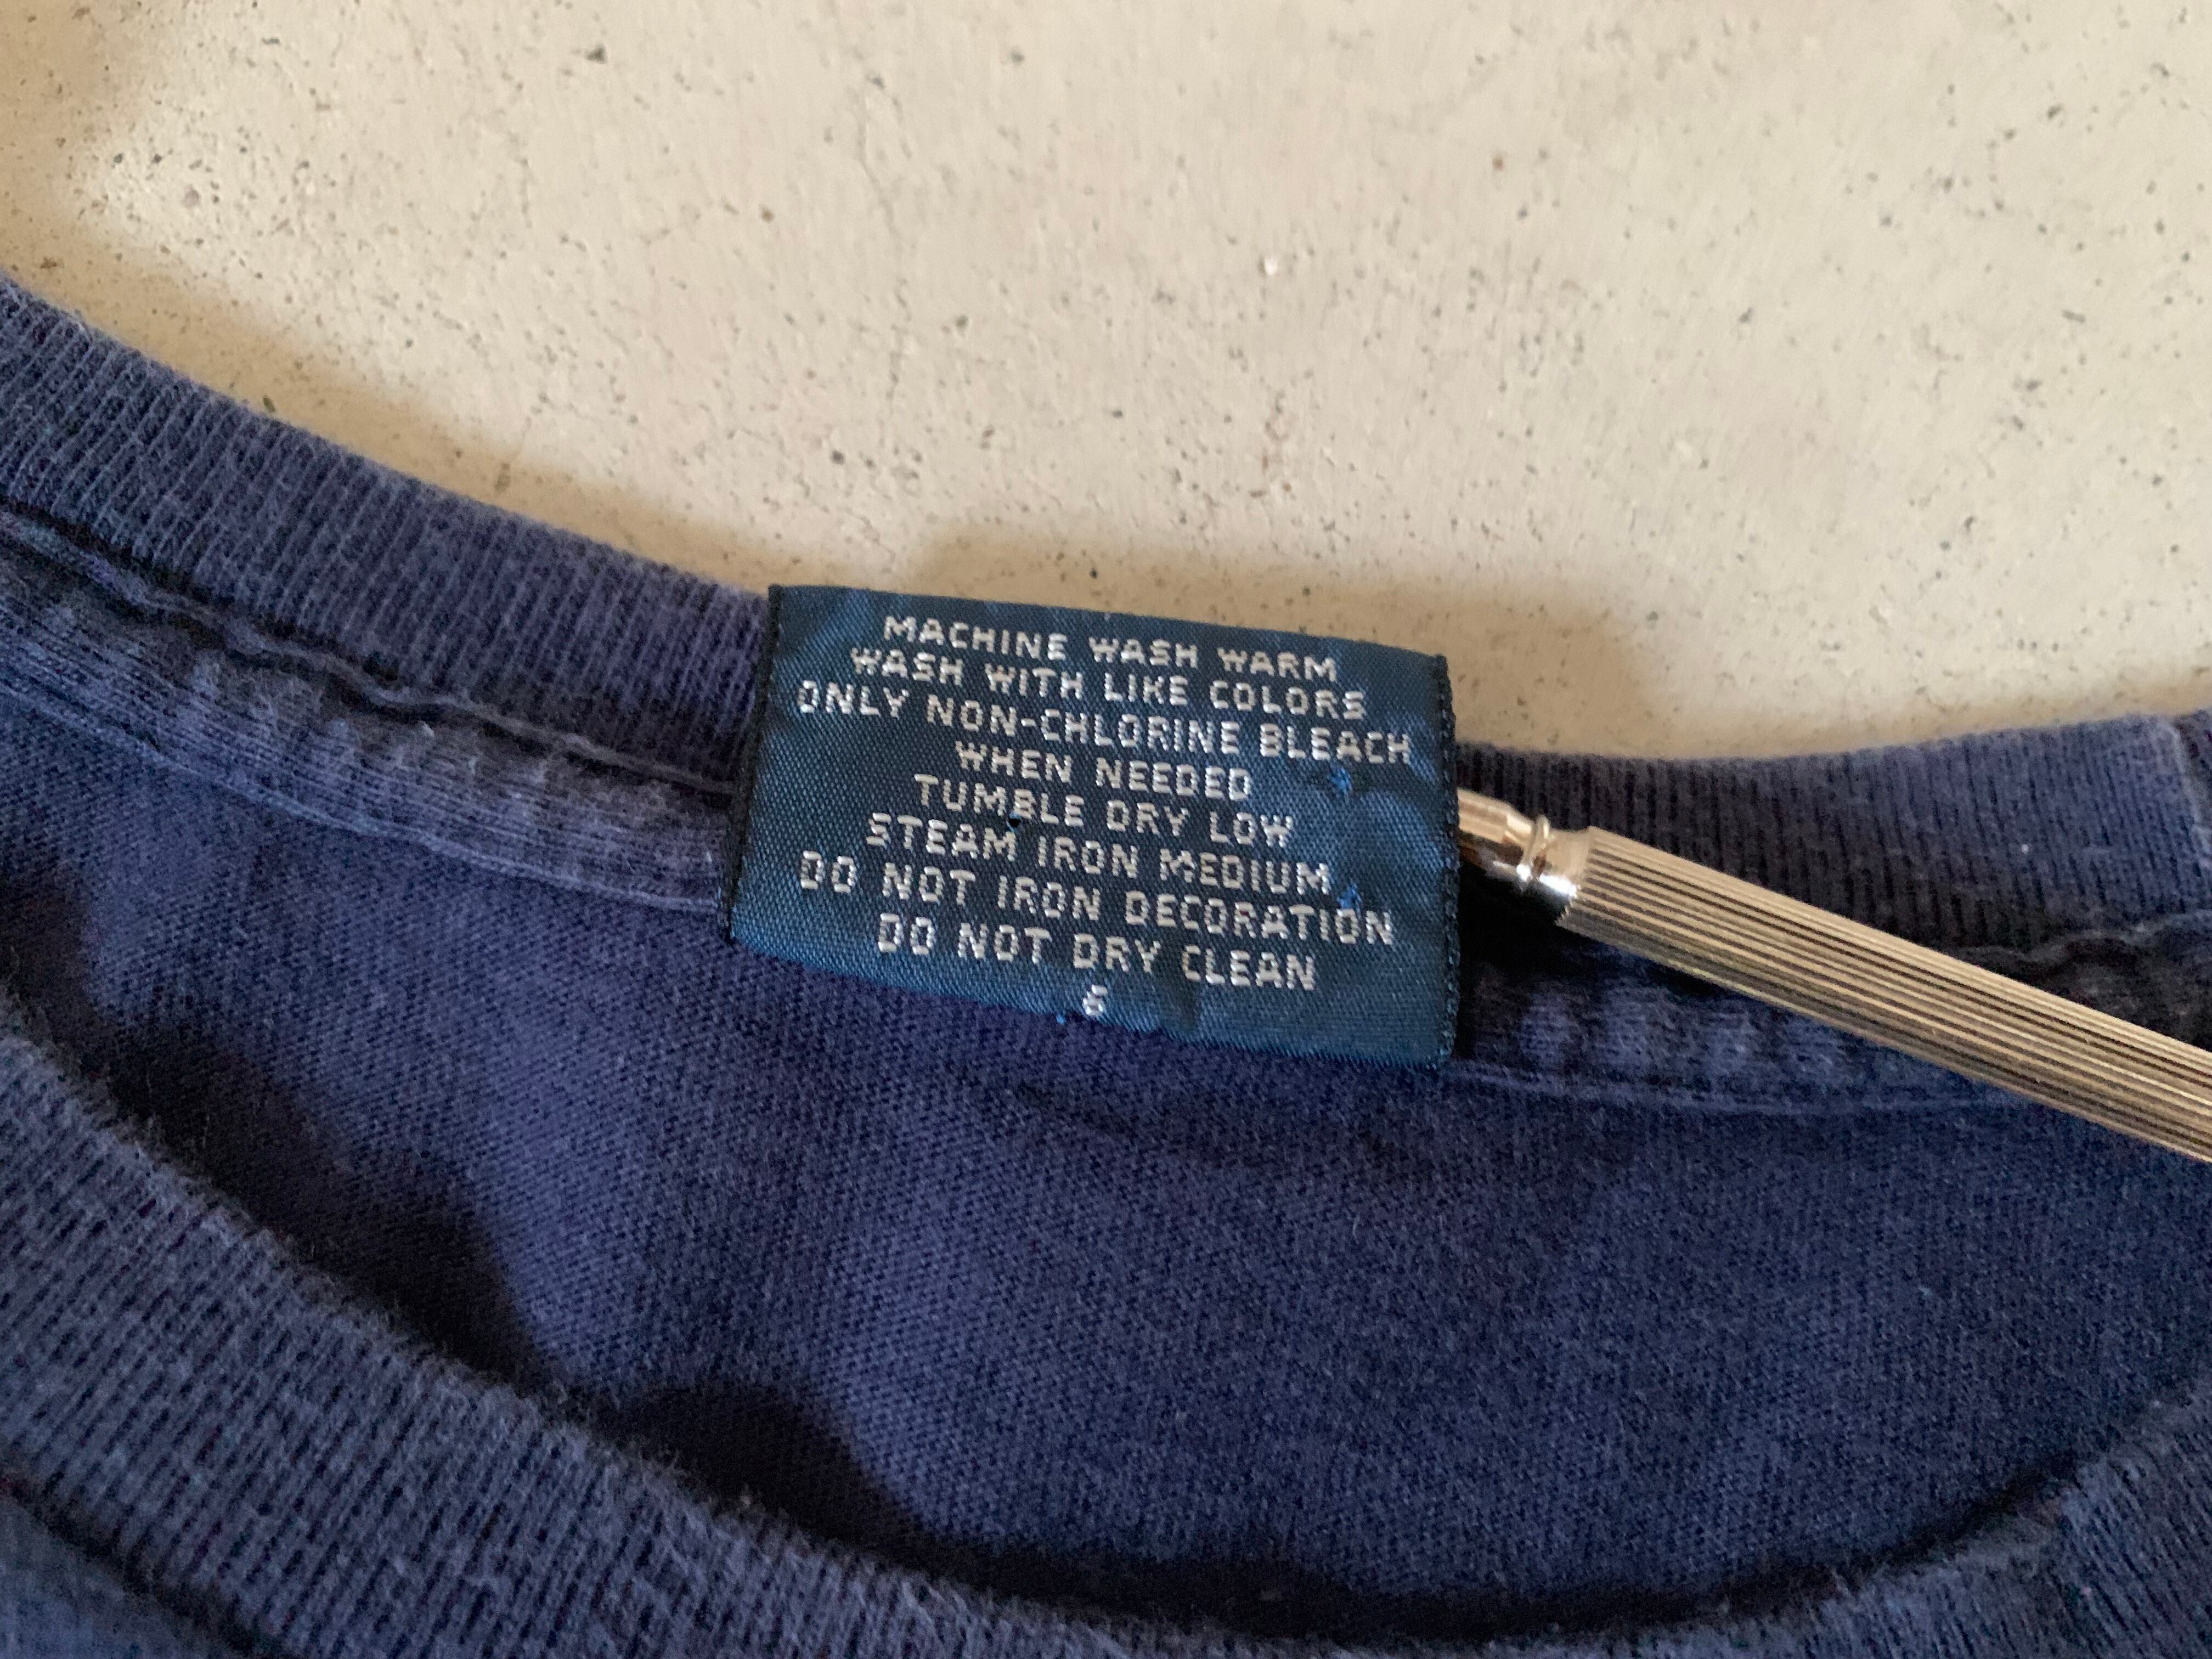 MACHINE WASH WARM
WASH WITH LIKE COLORS
ONLY NON-CHLORINE BLEACH
WHEN NEEDED
TUMBLE DRY LOW
STEAM IRON MEDIUM
DO NOT IRON DECORATION
DO NOT DRY CLEAN